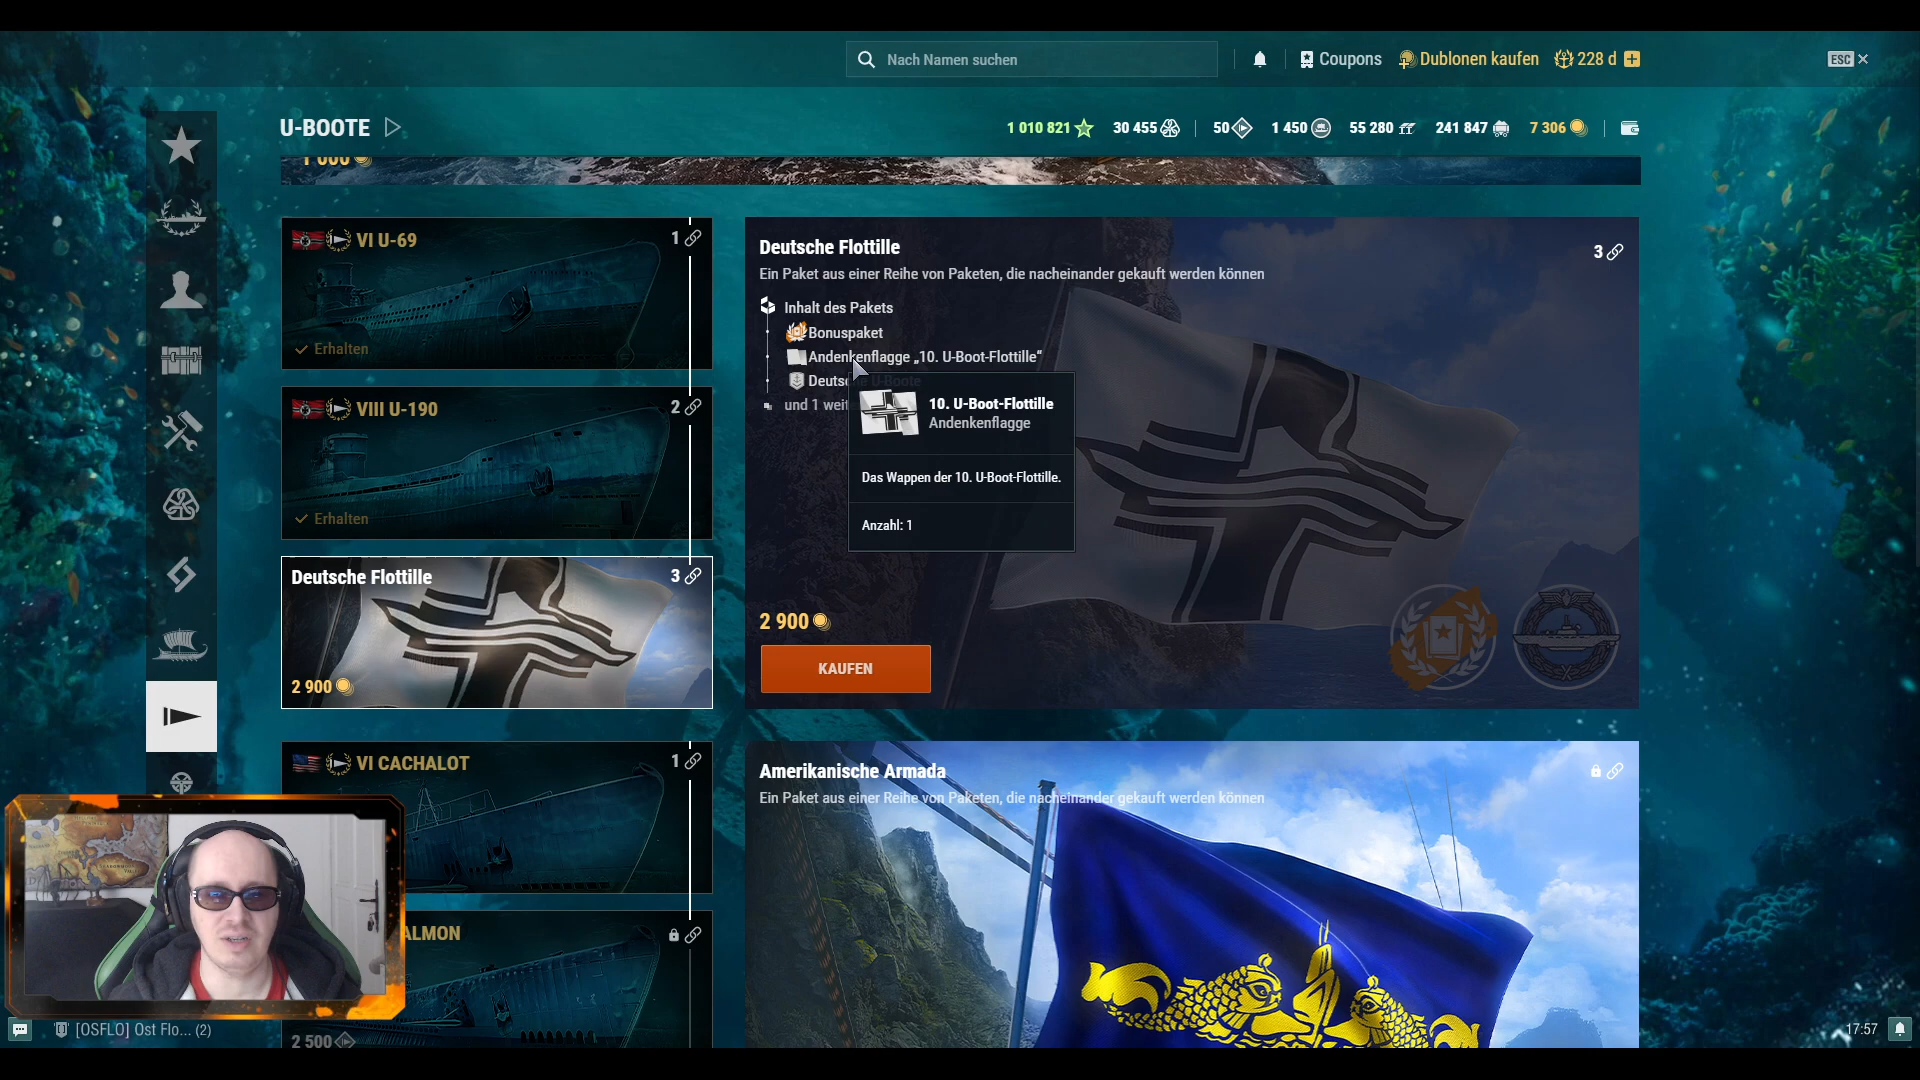 Nach Namen suchen
Coupons
Dublonen kaufen
228 d
ESC
U-BOOTE
1 010 821
30 455
50
1 450
55 280
241 847
7 306
1 000
VI U-69
1
Erhalten
VIII U-190
2
Erhalten
Deutsche Flottille
3
2 900
Deutsche Flottille
3
Ein Paket aus einer Reihe von Paketen, die nacheinander gekauft werden können
Inhalt des Pakets
Bonuspaket
Andenkenflagge „10. U-Boot-Flottille“
Deutsche U-Boote
und 1 weit
10. U-Boot-Flottille
Andenkenflagge
Das Wappen der 10. U-Boot-Flottille.
Anzahl: 1
2 900
KAUFEN
X
VI CACHALOT
1
ALMON
2 500
Amerikanische Armada
Ein Paket aus einer Reihe von Paketen, die nacheinander gekauft werden können
[OSFLO] Ost Flo... (2)
17:57